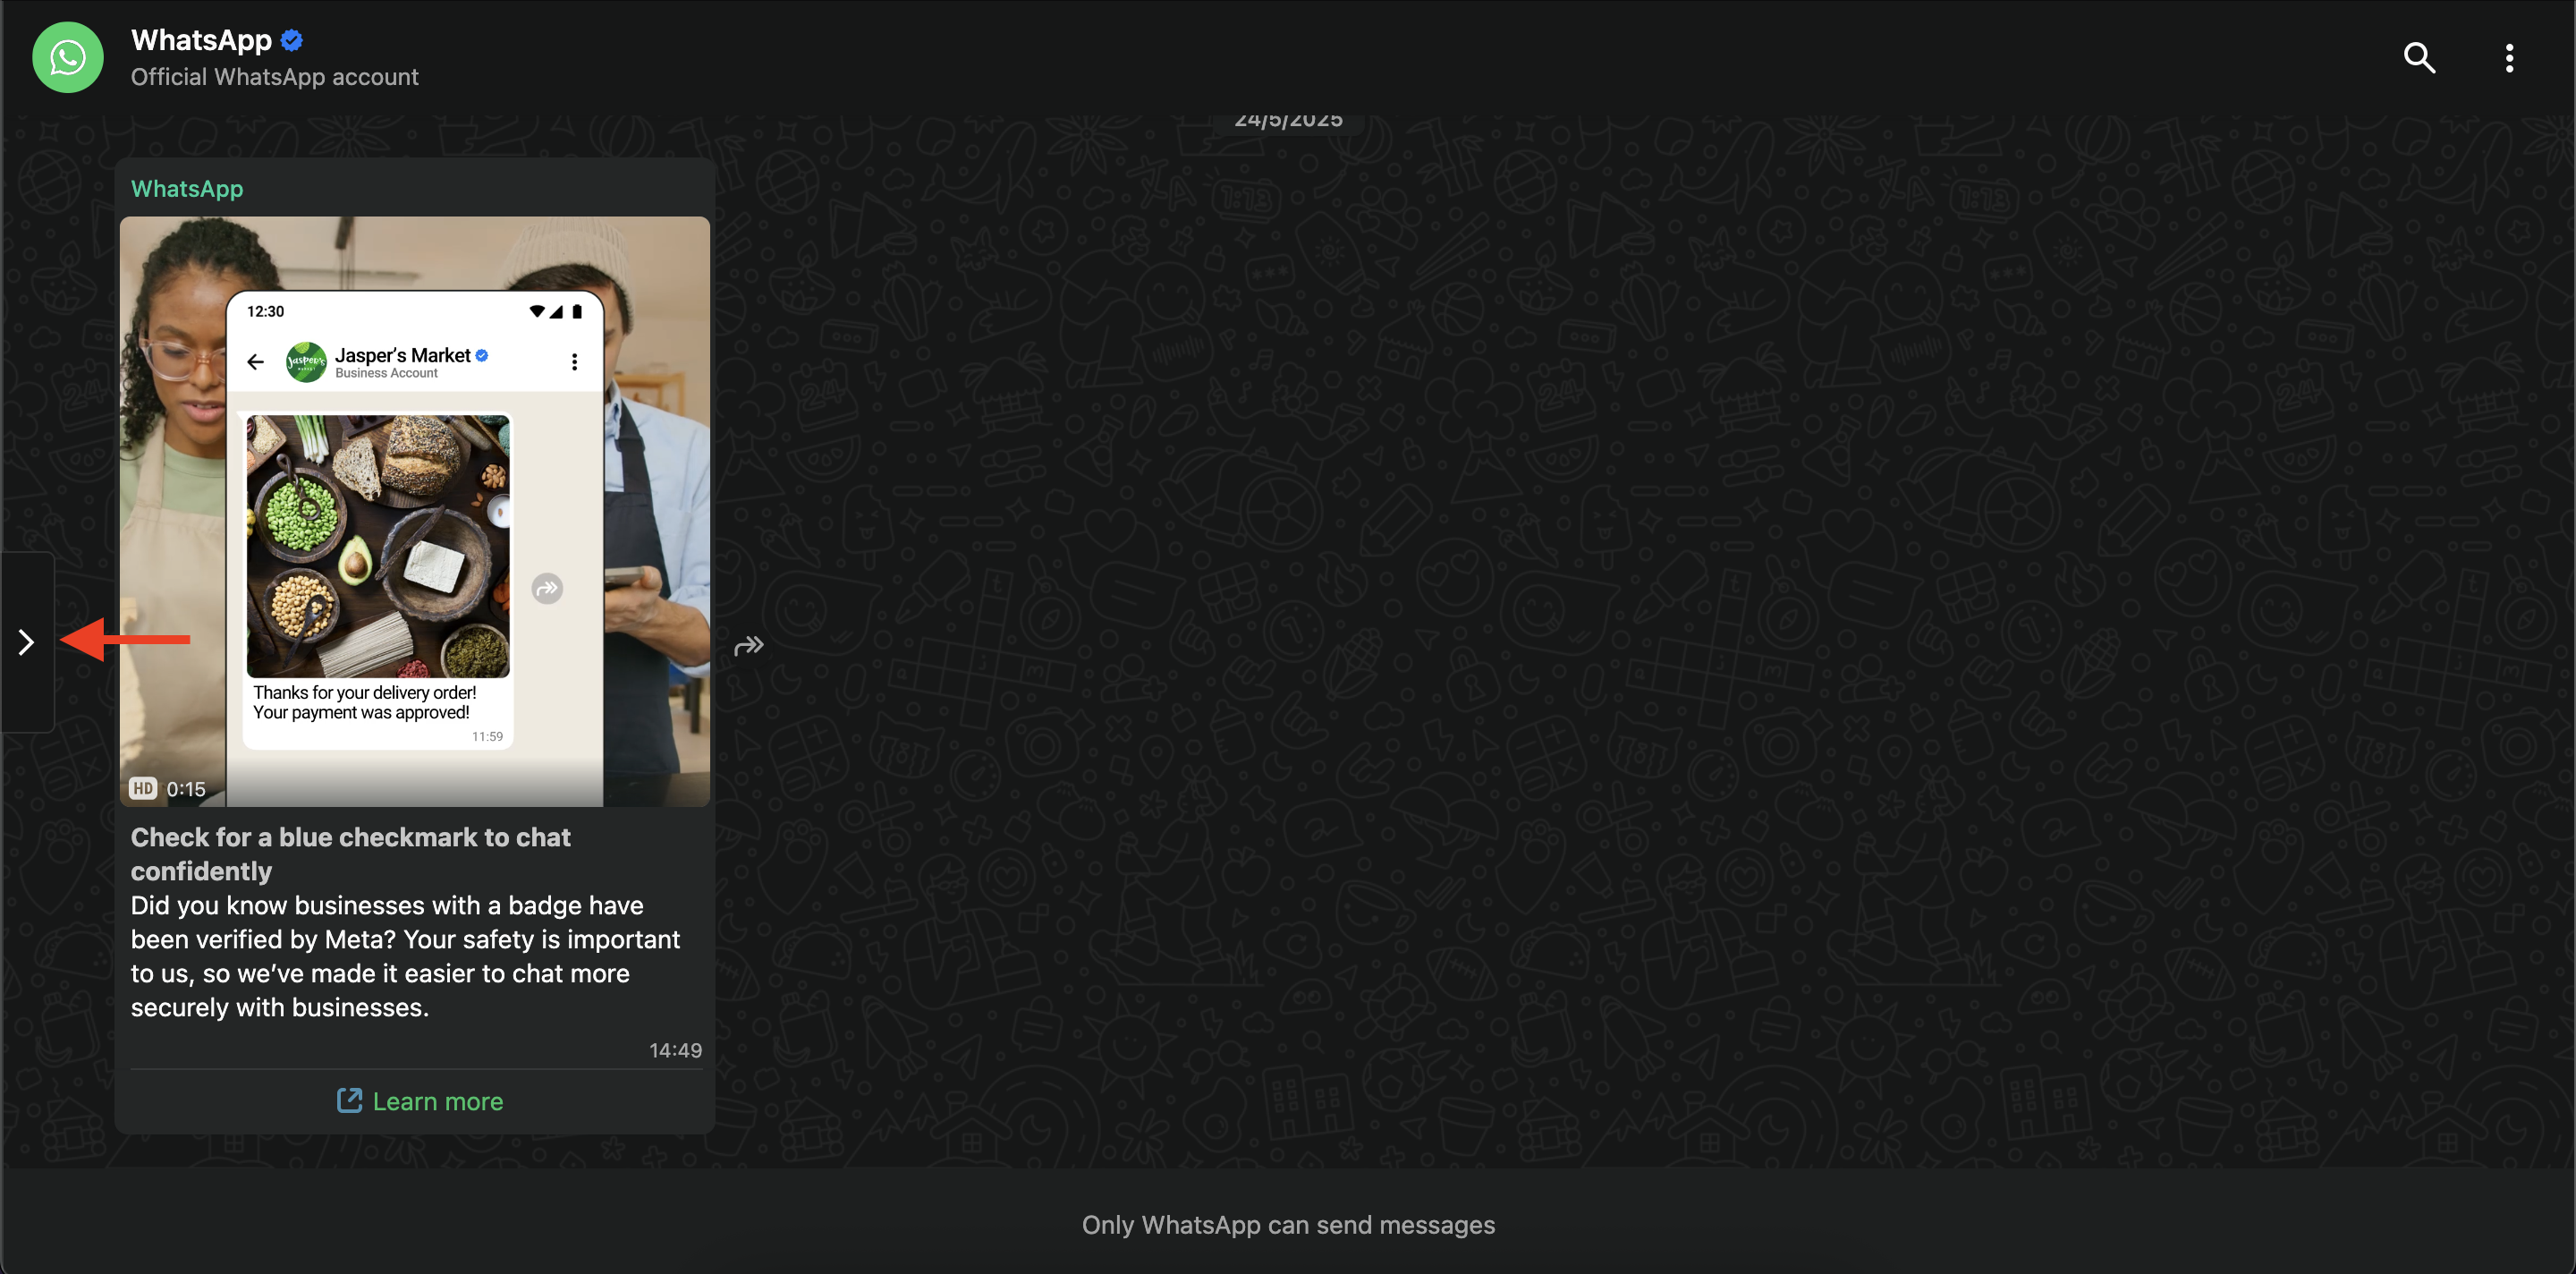 WhatsApp
Official WhatsApp account
24/5/2025
WhatsApp
12:30
Jasper's
MARKET
Jasper’s Market
Business Account
Thanks for your delivery order!
Your payment was approved!
11:59
HD 0:15
Check for a blue checkmark to chat
confidently
Did you know businesses with a badge have
been verified by Meta? Your safety is important
to us, so we’ve made it easier to chat more
securely with businesses.
14:49
Learn more
Only WhatsApp can send messages